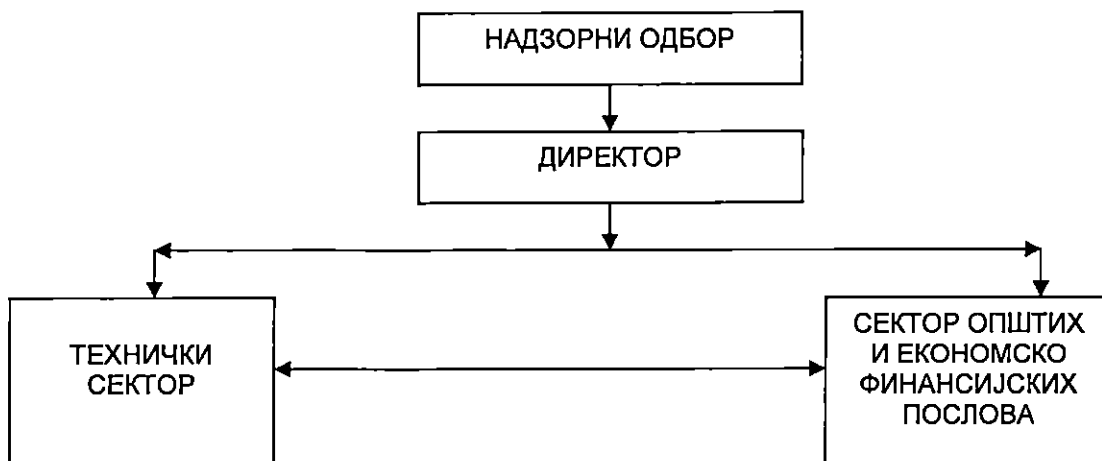 НАДЗОРНИ ОДБОР
ДИРЕКТОР
ТЕХНИЧКИ
СЕКТОР
СЕКТОР ОПШТИХ
И ЕКОНОМСКО
ФИНАНСИЈСКИХ
ПОСЛОВА